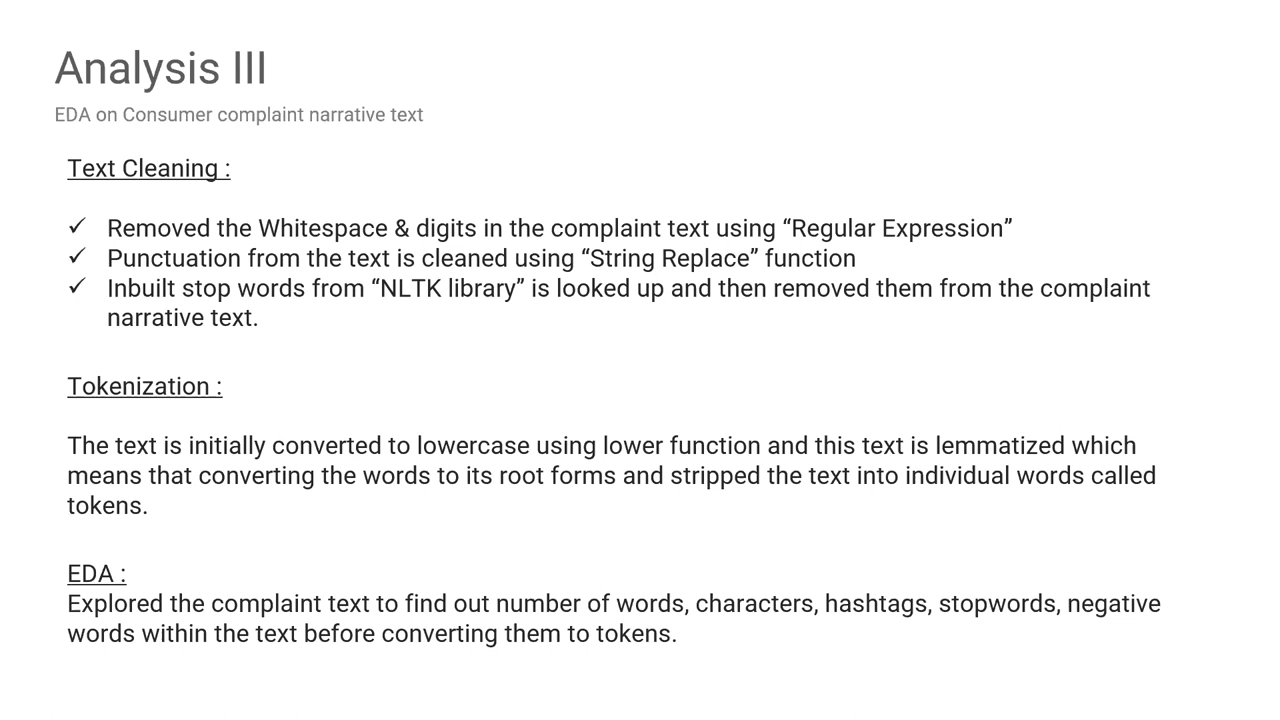 Analysis III
EDA on Consumer complaint narrative text
Text Cleaning :
✓ Removed the Whitespace & digits in the complaint text using “Regular Expression”
✓ Punctuation from the text is cleaned using “String Replace” function
✓ Inbuilt stop words from “NLTK library” is looked up and then removed them from the complaint
narrative text.
Tokenization :
The text is initially converted to lowercase using lower function and this text is lemmatized which
means that converting the words to its root forms and stripped the text into individual words called
tokens.
EDA :
Explored the complaint text to find out number of words, characters, hashtags, stopwords, negative
words within the text before converting them to tokens.